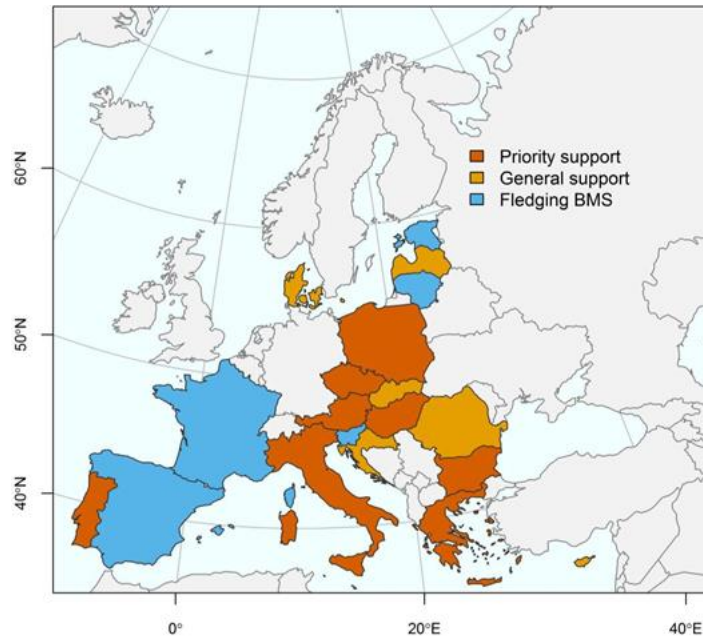 60°N
50°N
40°N
Priority support
General support
Fledging BMS
0°
20°E
40°E